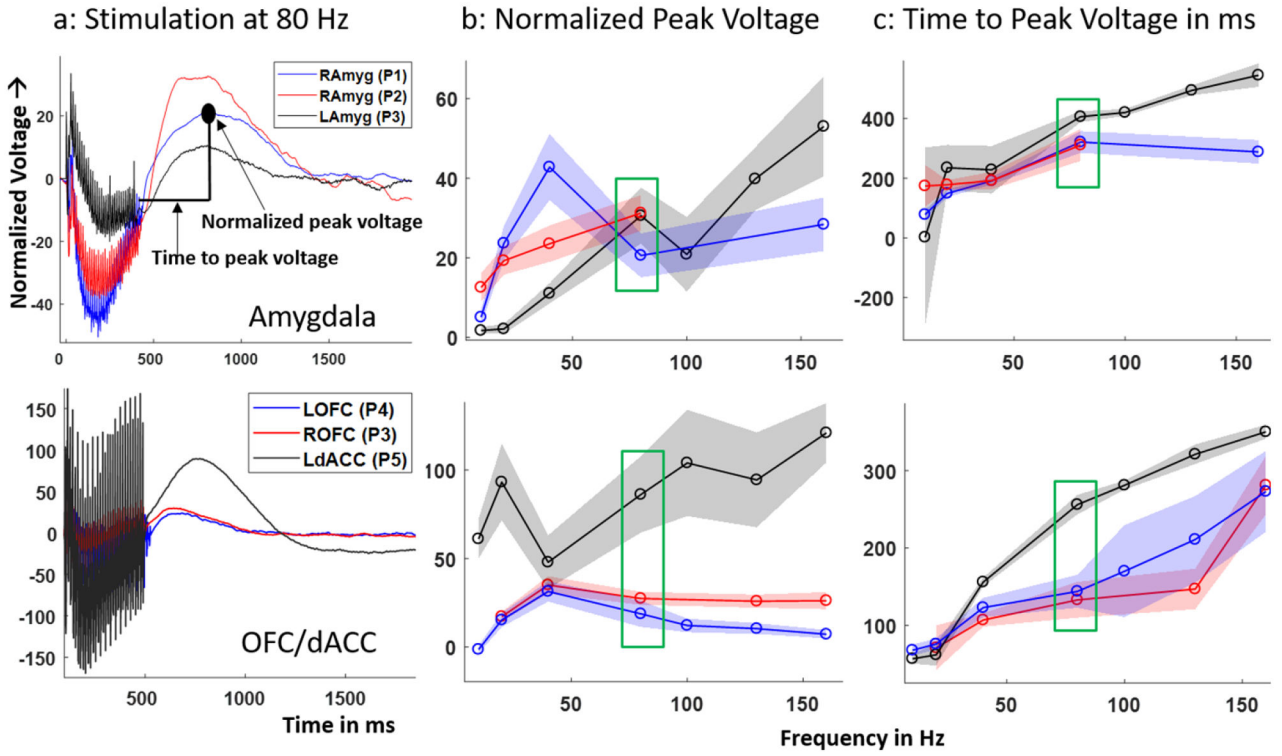 a: Stimulation at 80 Hz
b: Normalized Peak Voltage
c: Time to Peak Voltage in ms
Normalized Voltage →
20
0
-20
-40
RAmyg (P1)
RAmyg (P2)
LAmyg (P3)
Normalized peak voltage
Time to peak voltage
Amygdala
0
500
1000
1500
60
40
20
0
50
100
150
400
200
0
-200
50
100
150
150
100
50
0
-50
-100
-150
LOFC (P4)
ROFC (P3)
LdACC (P5)
OFC/dACC
500
1000
1500
Time in ms
100
50
0
50
100
150
300
200
100
50
100
150
Frequency in Hz